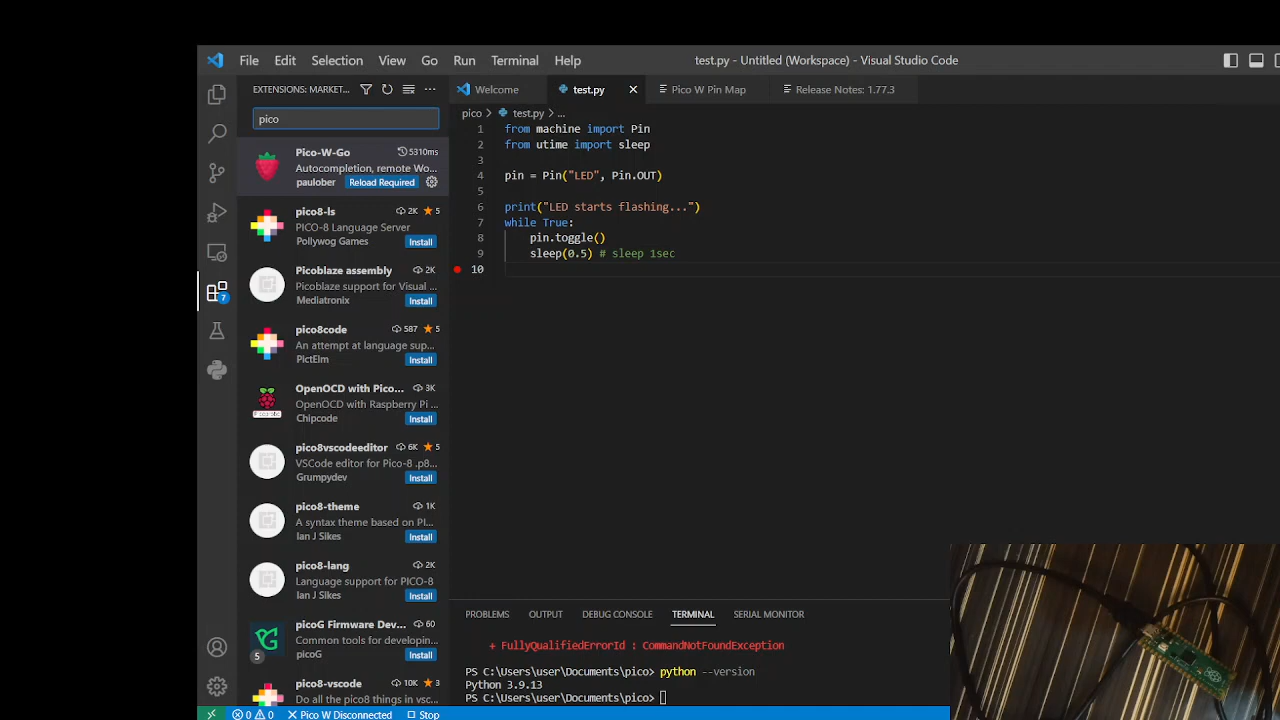 File Edit Selection View Go Run Terminal Help
test.py - Untitled (Workspace) - Visual Studio Code
EXTENSIONS: MARKET... ...
Welcome
test.py
Pico W Pin Map
Release Notes: 1.77.3
pico
Pico-W-Go 5310ms
Autocompletion, remote Wo...
paulober Reload Required
pico8-ls 2K 5
PICO-8 Language Server
Pollywog Games Install
Picoblaze assembly 2K
Picoblaze support for Visual ...
Mediatronix Install
pico8code 587 5
An attempt at language sup...
PictElm Install
OpenOCD with Pico... 3K
OpenOCD with Raspberry Pi ...
Chipcode Install
pico8vscodeeditor 6K 5
VSCode editor for Pico-8 .p8...
Grumpydev Install
pico8-theme 1K
A syntax theme based on PI...
Ian J Sikes Install
pico8-lang 2K
Language support for PICO-8
Ian J Sikes Install
picoG Firmware Dev... 60
Common tools for developin...
picoG Install
pico8-vscode 10K 3
Do all the pico8 things in vsc...
7
5
pico > test.py > ...
1 from machine import Pin
2 from utime import sleep
3
4 pin = Pin("LED", Pin.OUT)
5
6 print("LED starts flashing...")
7 while True:
8 pin.toggle()
9 sleep(0.5) # sleep 1sec
10
PROBLEMS OUTPUT DEBUG CONSOLE TERMINAL SERIAL MONITOR
+ FullyQualifiedErrorId : CommandNotFoundException
PS C:\Users\user\Documents\pico> python --version
Python 3.9.13
PS C:\Users\user\Documents\pico>
0 0 Pico W Disconnected Stop